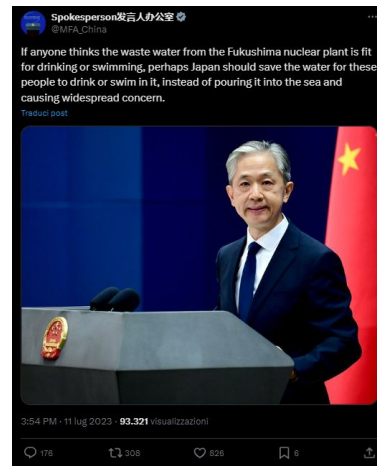 Spokesperson发言人办公室
@MFA_China
If anyone thinks the waste water from the Fukushima nuclear plant is fit
for drinking or swimming, perhaps Japan should save the water for these
people to drink or swim in it, instead of pouring it into the sea and
causing widespread concern.
Traduci post
3:54 PM · 11 lug 2023 · 93.321 visualizzazioni
176 308 826 6